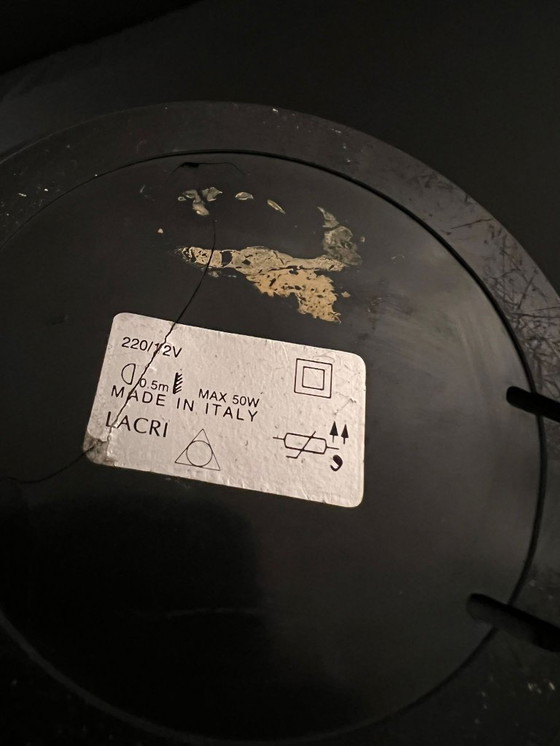 220/12V
0.5m MAX 50W
MADE IN ITALY
LACRI